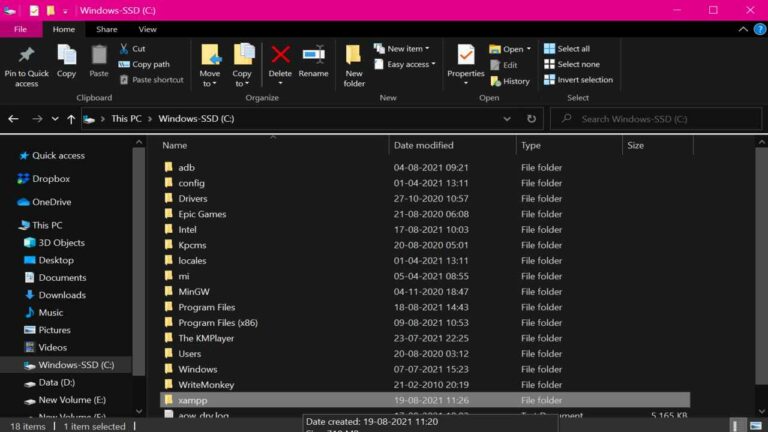 Windows-SSD (C:)
File Home Share View
Pin to Quick access
Copy
Paste
Cut
Copy path
Paste shortcut
Clipboard
Move to
Copy to
Delete
Rename
Organize
New folder
New item
Easy access
New
Properties
Open
Edit
History
Open
Select all
Select none
Invert selection
Select
This PC > Windows-SSD (C:)
Search Windows-SSD (C:)
Quick access
Dropbox
OneDrive
This PC
3D Objects
Desktop
Documents
Downloads
Music
Pictures
Videos
Windows-SSD (C:)
Data (D:)
New Volume (E:)
New Volume (E:)
Name Date modified Type Size
adb 04-08-2021 09:21 File folder
config 01-04-2021 13:11 File folder
Drivers 27-10-2020 10:57 File folder
Epic Games 21-08-2020 06:08 File folder
Intel 17-08-2021 10:03 File folder
Kpcms 20-08-2020 05:01 File folder
locales 01-04-2021 13:11 File folder
mi 05-04-2021 08:55 File folder
MinGW 04-11-2020 18:47 File folder
Program Files 18-08-2021 14:43 File folder
Program Files (x86) 09-08-2021 10:53 File folder
The KMPlayer 23-07-2021 22:25 File folder
Users 20-08-2020 03:12 File folder
Windows 07-07-2021 15:23 File folder
WriteMonkey 21-02-2010 20:19 File folder
xampp 19-08-2021 11:26 File folder
aow_drv.log Text Document 5,165 KB
Date created: 19-08-2021 11:20
18 items 1 item selected